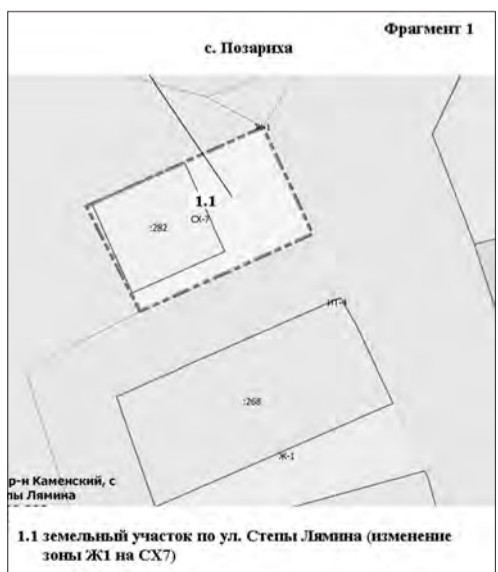 Фрагмент 1
с. Позариха
Ж-1
1.1
СХ-7
:282
ИТ-4
:268
Ж-1
р-н Каменский, с
пы Лямина
1.1 земельный участок по ул. Степы Лямина (изменение
зоны Ж1 на СХ7)